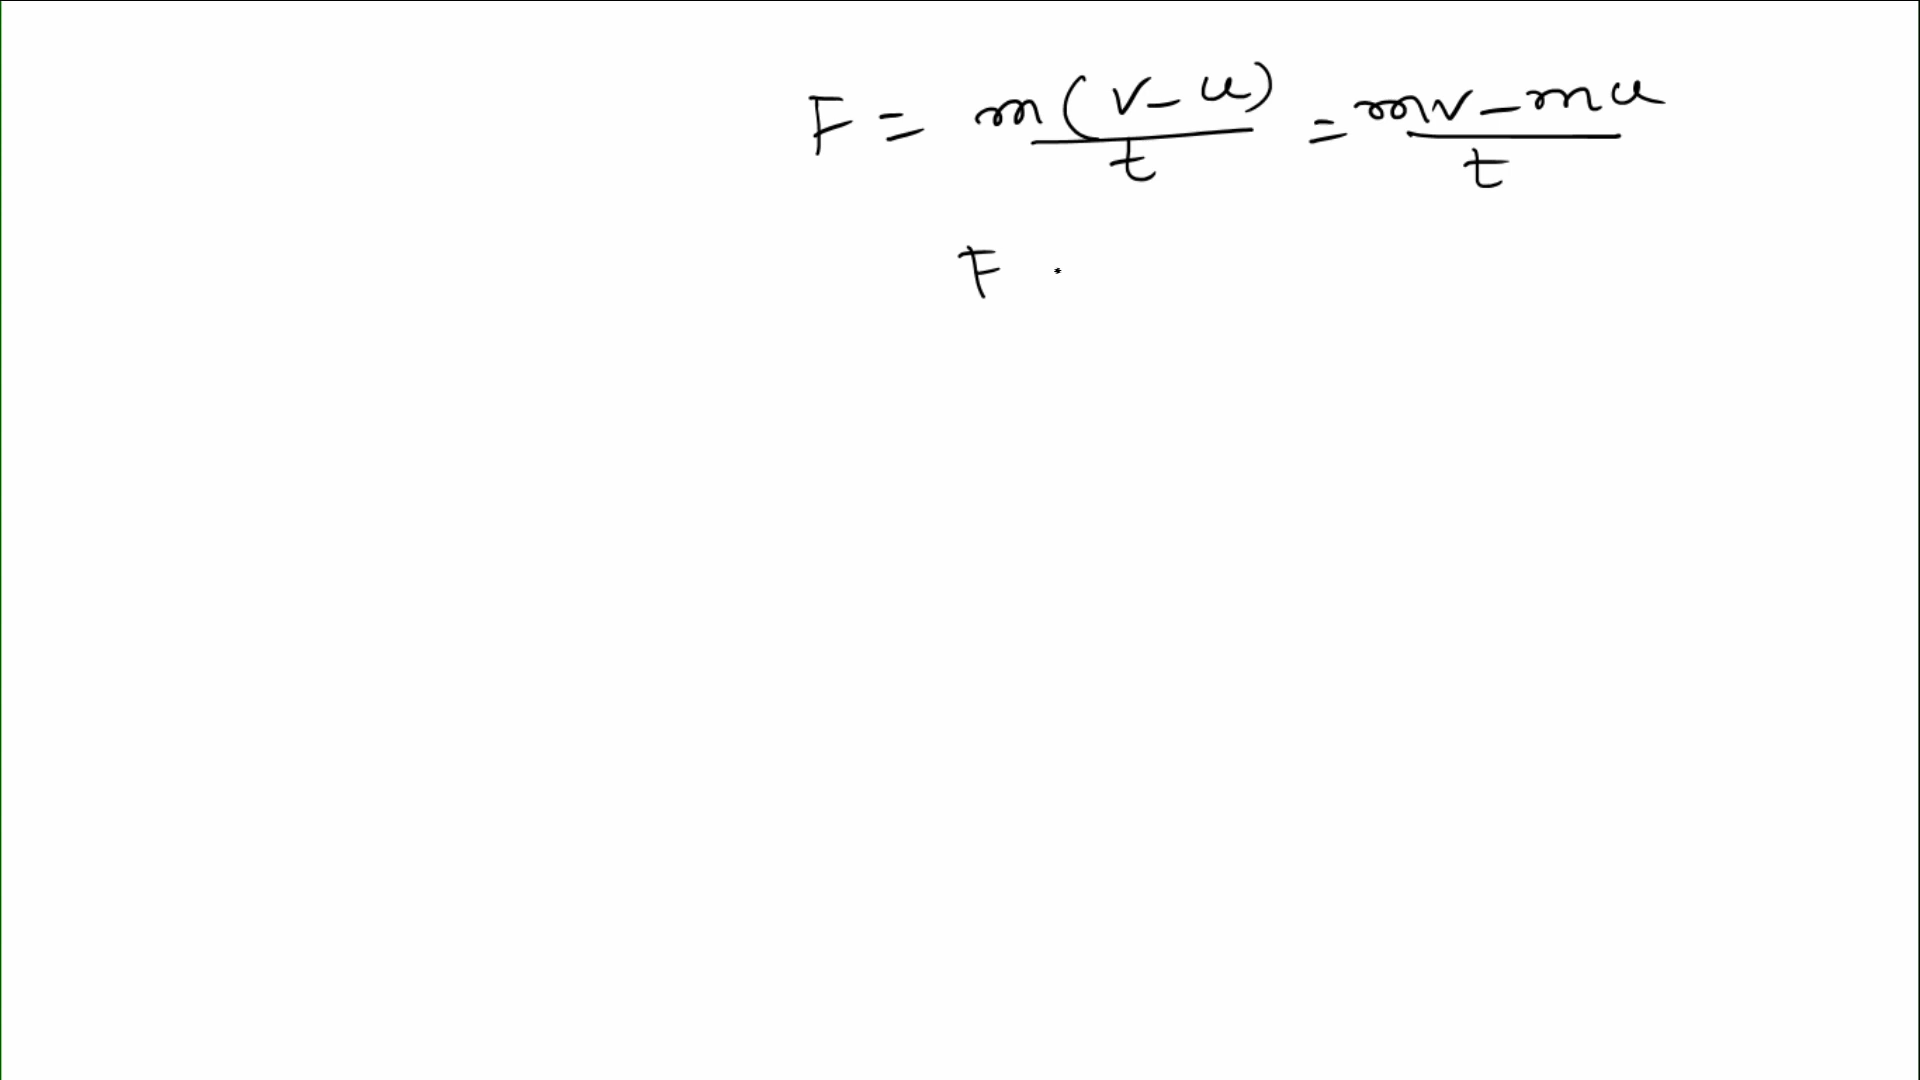 F = m(v-u)/t = mv-mu/t
F